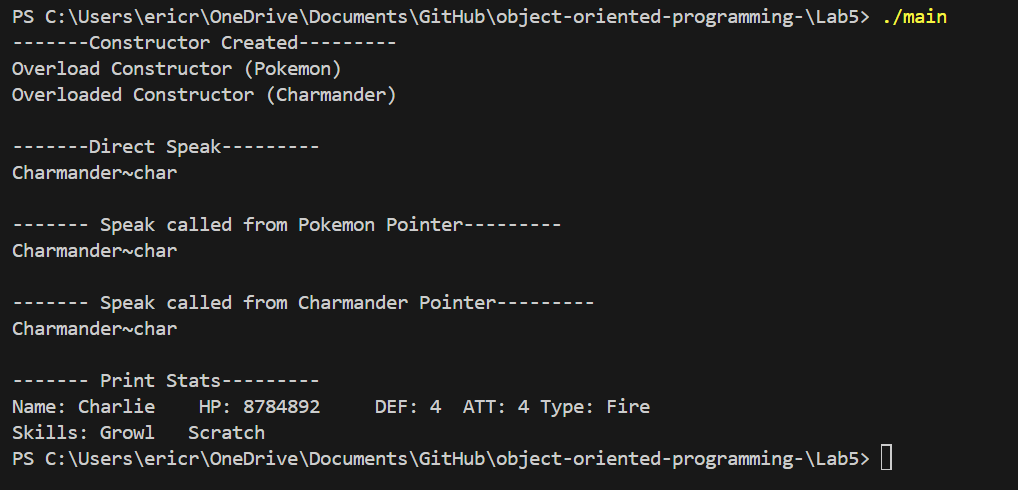 PS C:\Users\ericr\OneDrive\Documents\GitHub\object-oriented-programming-\Lab5> ./main
-------Constructor Created---------
Overload Constructor (Pokemon)
Overloaded Constructor (Charmander)

-------Direct Speak---------
Charmander~char

------- Speak called from Pokemon Pointer---------
Charmander~char

------- Speak called from Charmander Pointer---------
Charmander~char

------- Print Stats---------
Name: Charlie    HP: 8784892     DEF: 4  ATT: 4 Type: Fire
Skills: Growl   Scratch
PS C:\Users\ericr\OneDrive\Documents\GitHub\object-oriented-programming-\Lab5>